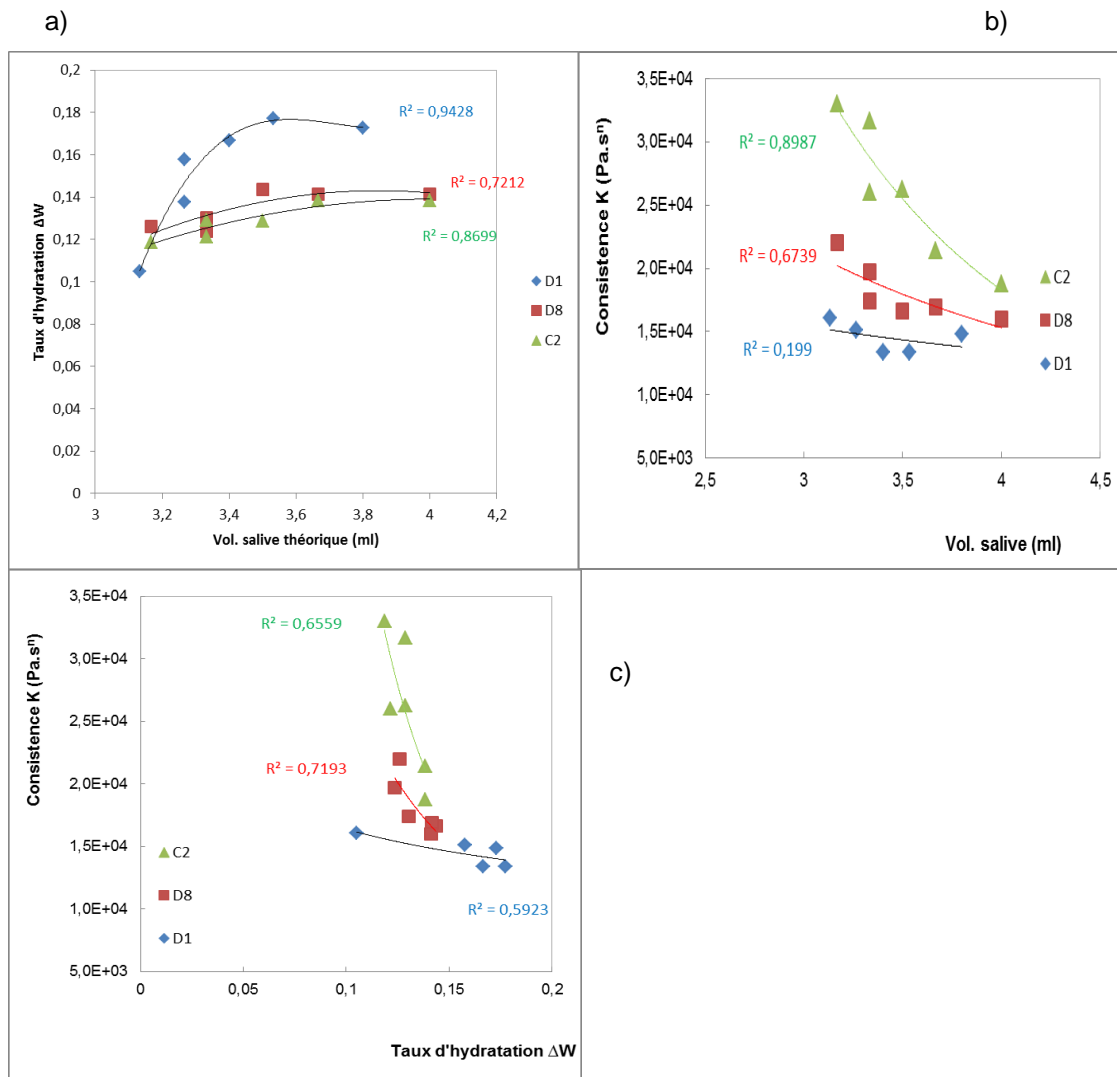 a)
b)
0,2
0,18
0,16
0,14
0,12
0,1
0,08
0,06
0,04
0,02
0
Taux d'hydratation ΔW
3
3,2
3,4
3,6
3,8
4
4,2
Vol. salive théorique (ml)
R² = 0,9428
R² = 0,7212
R² = 0,8699
D1
D8
C2
3,5E+04
3,0E+04
2,5E+04
2,0E+04
1,5E+04
1,0E+04
5,0E+03
Consistence K (Pa.sⁿ)
2,5
3
3,5
4
4,5
Vol. salive (ml)
R² = 0,8987
R² = 0,6739
R² = 0,199
C2
D8
D1
3,5E+04
3,0E+04
2,5E+04
2,0E+04
1,5E+04
1,0E+04
5,0E+03
Consistence K (Pa.sⁿ)
0
0,05
0,1
0,15
0,2
Taux d'hydratation ΔW
R² = 0,6559
R² = 0,7193
R² = 0,5923
C2
D8
D1
c)